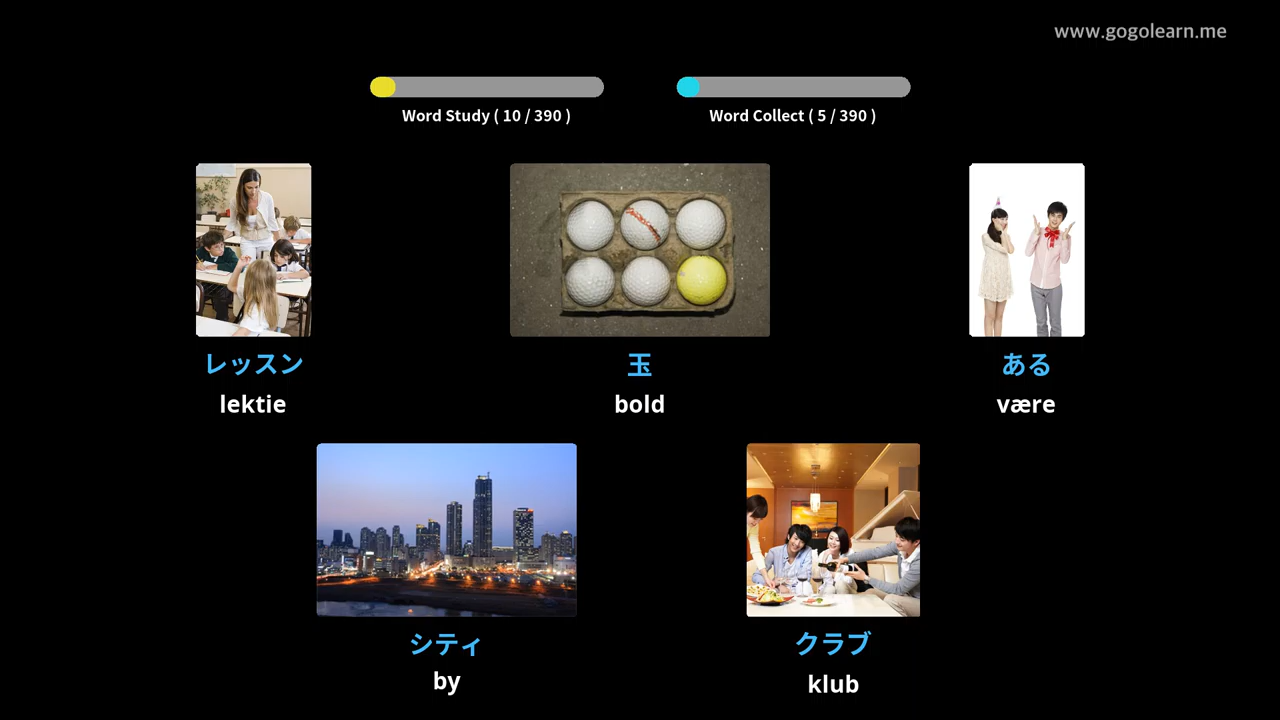 www.gogolearn.me
Word Study ( 10 / 390 )
Word Collect ( 5 / 390 )
レッスン
lektie
玉
bold
ある
være
シティ
by
クラブ
klub